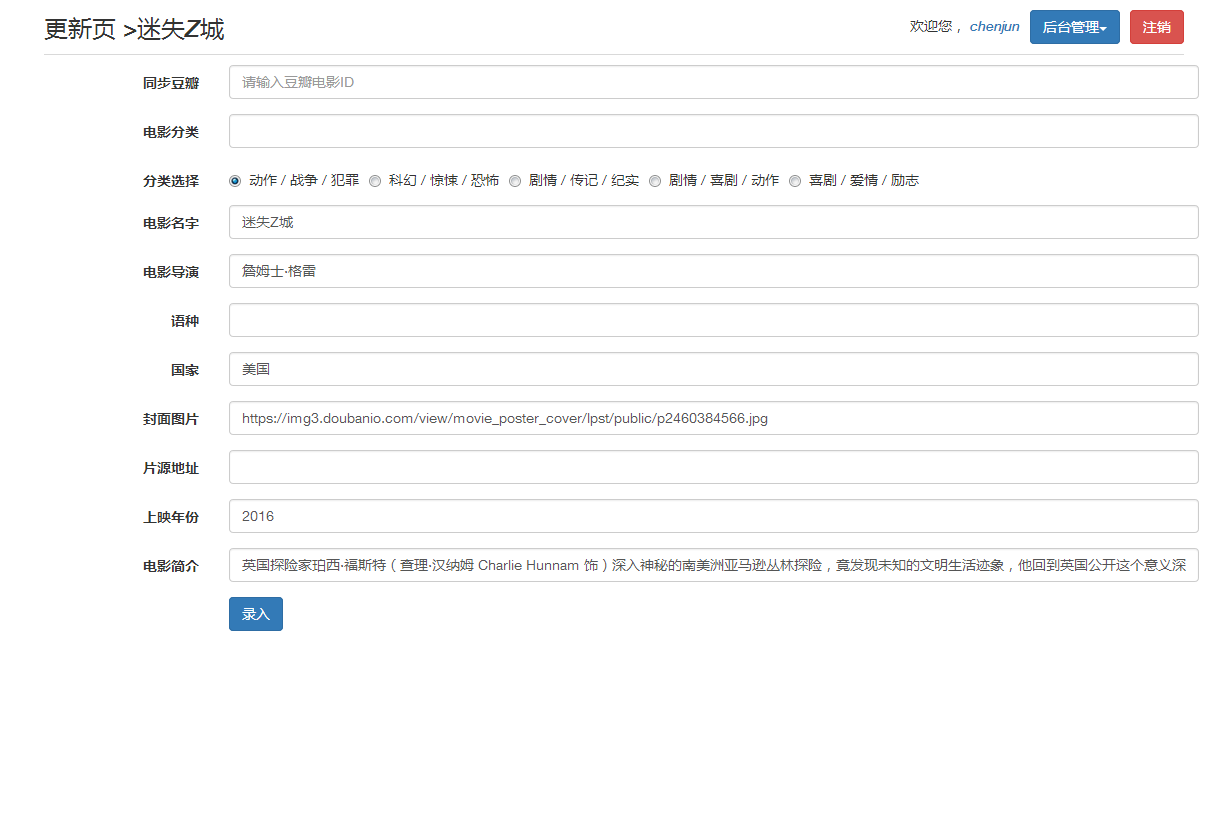 更新页 >迷失Z城
欢迎您， chenjun 后台管理 注销
同步豆瓣 请输入豆瓣电影ID
电影分类
分类选择 动作 / 战争 / 犯罪 科幻 / 惊悚 / 恐怖 剧情 / 传记 / 纪实 剧情 / 喜剧 / 动作 喜剧 / 爱情 / 励志
电影名字 迷失Z城
电影导演 詹姆士·格雷
语种
国家 美国
封面图片 https://img3.doubanio.com/view/movie_poster_cover/lpst/public/p2460384566.jpg
片源地址
上映年份 2016
电影简介 英国探险家珀西·福斯特（查理·汉纳姆 Charlie Hunnam 饰）深入神秘的南美洲亚马逊丛林探险，竟发现未知的文明生活迹象，他回到英国公开这个意义深
录入